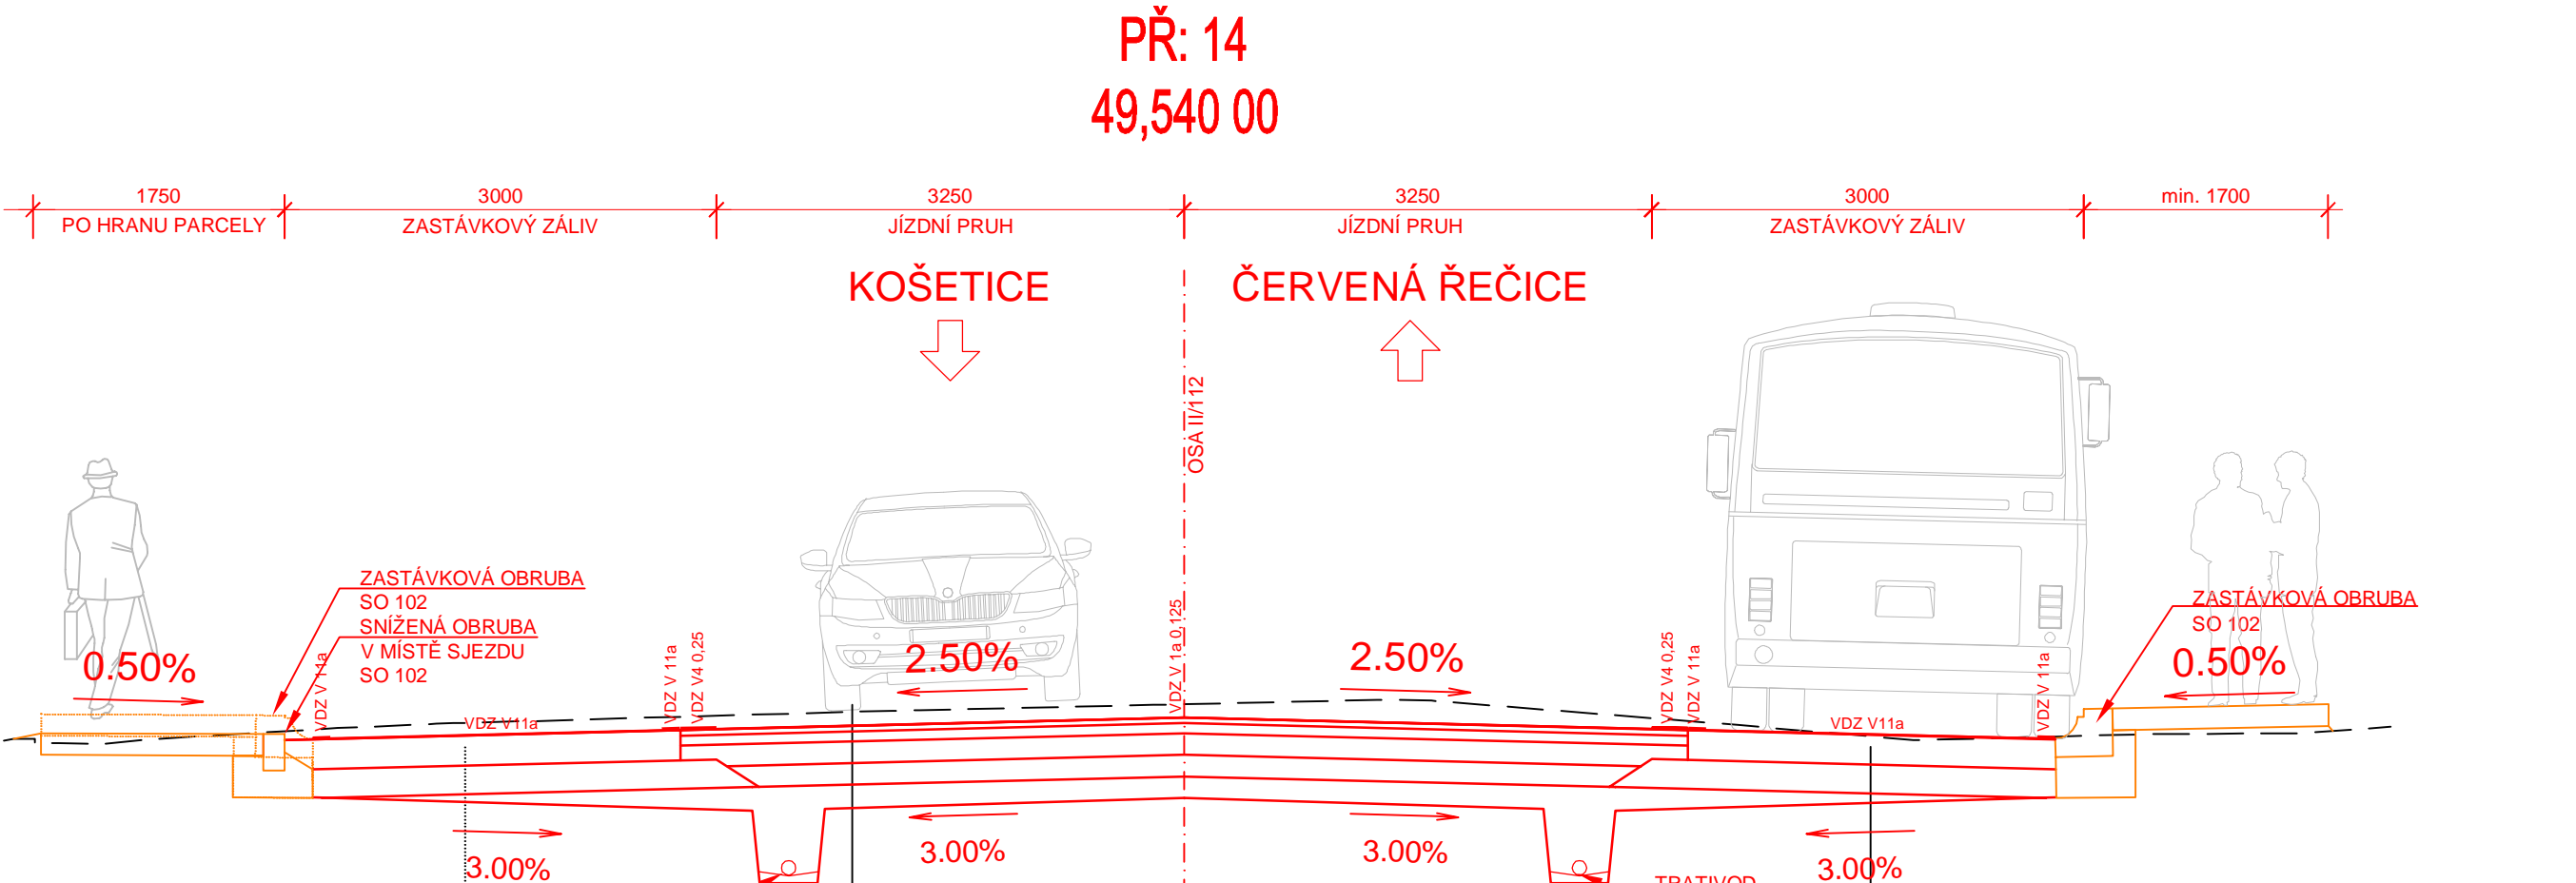 PŘ: 14
49,540 00
1750
3000
3250
3250
3000
min. 1700
PO HRANU PARCELY
ZASTÁVKOVÝ ZÁLIV
JÍZDNÍ PRUH
JÍZDNÍ PRUH
ZASTÁVKOVÝ ZÁLIV
KOŠETICE
ČERVENÁ ŘEČICE
OSA II/112
ZASTÁVKOVÁ OBRUBA
SO 102
SNÍŽENÁ OBRUBA
V MÍSTĚ SJEZDU
SO 102
ZASTÁVKOVÁ OBRUBA
SO 102
0.50%
2.50%
2.50%
0.50%
VDZ V 11a
VDZ V11a
VDZ V 11a
VDZ V4 0,25
VDZ V 1a 0,125
VDZ V4 0,25
VDZ V 11a
VDZ V11a
VDZ V 11a
3.00%
3.00%
3.00%
3.00%
TRATIVOD